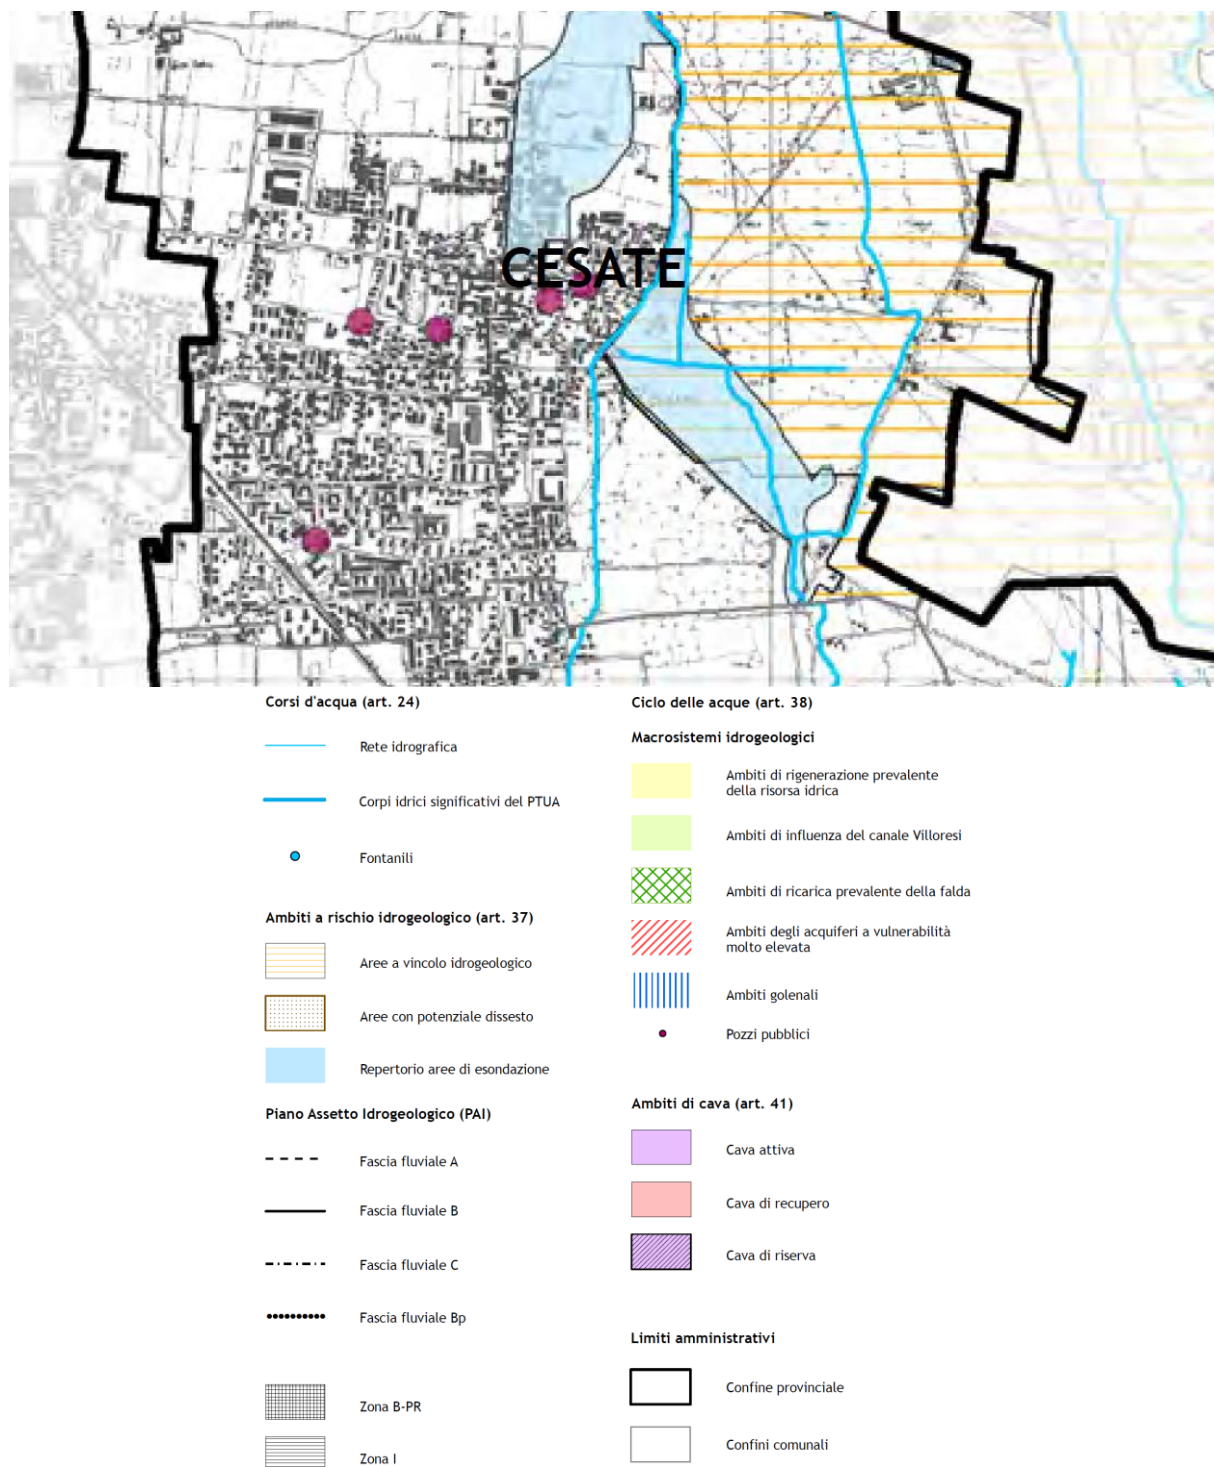 CESATE
Corsi d'acqua (art. 24)
Rete idrografica
Corpi idrici significativi del PTUA
Fontanili
Ambiti a rischio idrogeologico (art. 37)
Aree a vincolo idrogeologico
Aree con potenziale dissesto
Repertorio aree di esondazione
Piano Assetto Idrogeologico (PAI)
Fascia fluviale A
Fascia fluviale B
Fascia fluviale C
Fascia fluviale Bp
Zona B-PR
Zona I
Ciclo delle acque (art. 38)
Macrosistemi idrogeologici
Ambiti di rigenerazione prevalente
della risorsa idrica
Ambiti di influenza del canale Villoresi
Ambiti di ricarica prevalente della falda
Ambiti degli acquiferi a vulnerabilità
molto elevata
Ambiti golenali
Pozzi pubblici
Ambiti di cava (art. 41)
Cava attiva
Cava di recupero
Cava di riserva
Limiti amministrativi
Confine provinciale
Confini comunali